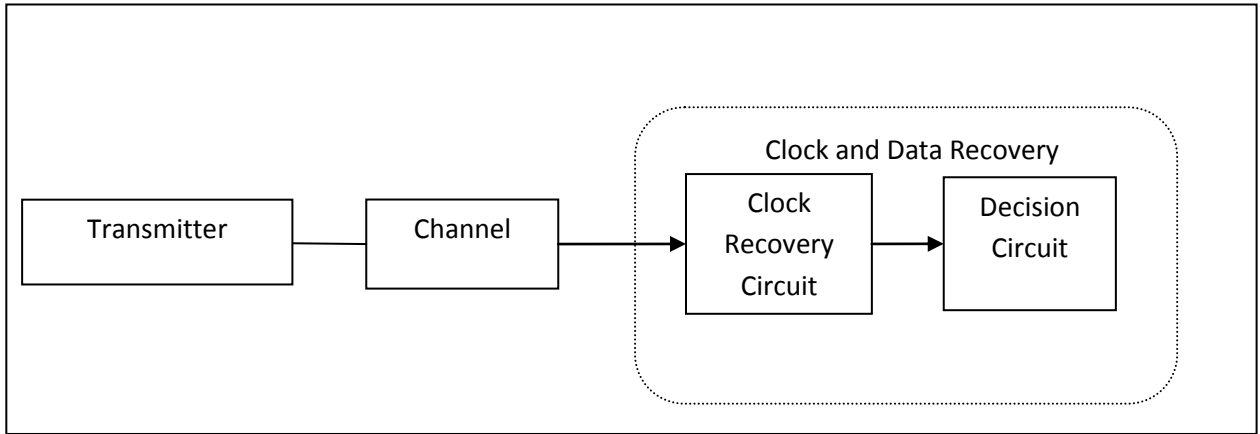 Clock and Data Recovery
Transmitter
Channel
Clock
Recovery
Circuit
Decision
Circuit